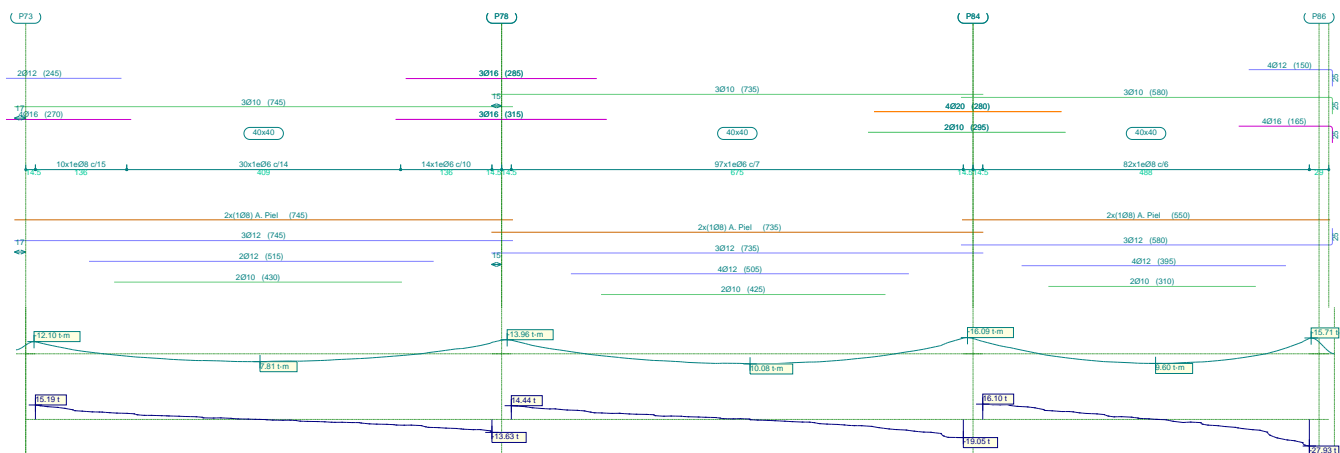 P73 P78 P84 P86
4Ø12 (150)
2Ø12 (245) 3Ø16 (285) 25
3Ø10 (735) 3Ø10 (580)
17 3Ø10 (745) 15 25
4Ø16 (270) 3Ø16 (315) 4Ø20 (280)
4Ø16 (165)
40x40 2Ø10 (295) 40x40 40x40 25
10x1eØ8 c/15 30x1eØ6 c/14 14x1eØ6 c/10 97x1eØ6 c/7 82x1eØ8 c/6
14.5 136 409 136 14.5 14.5 675 14.5 14.5 488 29
2x(1Ø8) A. Piel (745) 2x(1Ø8) A. Piel (550)
2x(1Ø8) A. Piel (735)
17 3Ø12 (745) 3Ø12 (735) 3Ø12 (580) 25
2Ø12 (515) 15 4Ø12 (505) 4Ø12 (395)
2Ø10 (430) 2Ø10 (425) 2Ø10 (310)
-12.10 t·m -13.96 t·m -16.09 t·m -15.71 t
7.81 t·m 10.08 t·m 9.60 t·m
15.19 t 14.44 t 16.10 t
-13.63 t -19.05 t -27.93 t